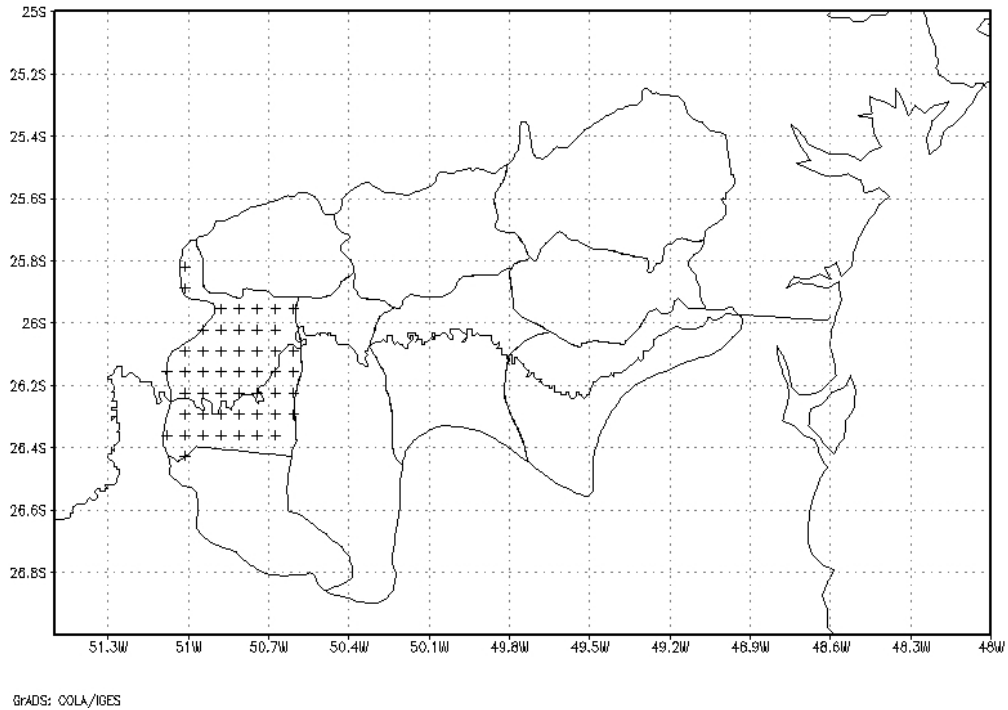 25S
25.2S
25.4S
25.6S
25.8S
26S
26.2S
26.4S
26.6S
26.8S
51.3W 51W 50.7W 50.4W 50.1W 49.8W 49.5W 49.2W 48.9W 48.6W 48.3W 48W
GrADS: COLA/IGES